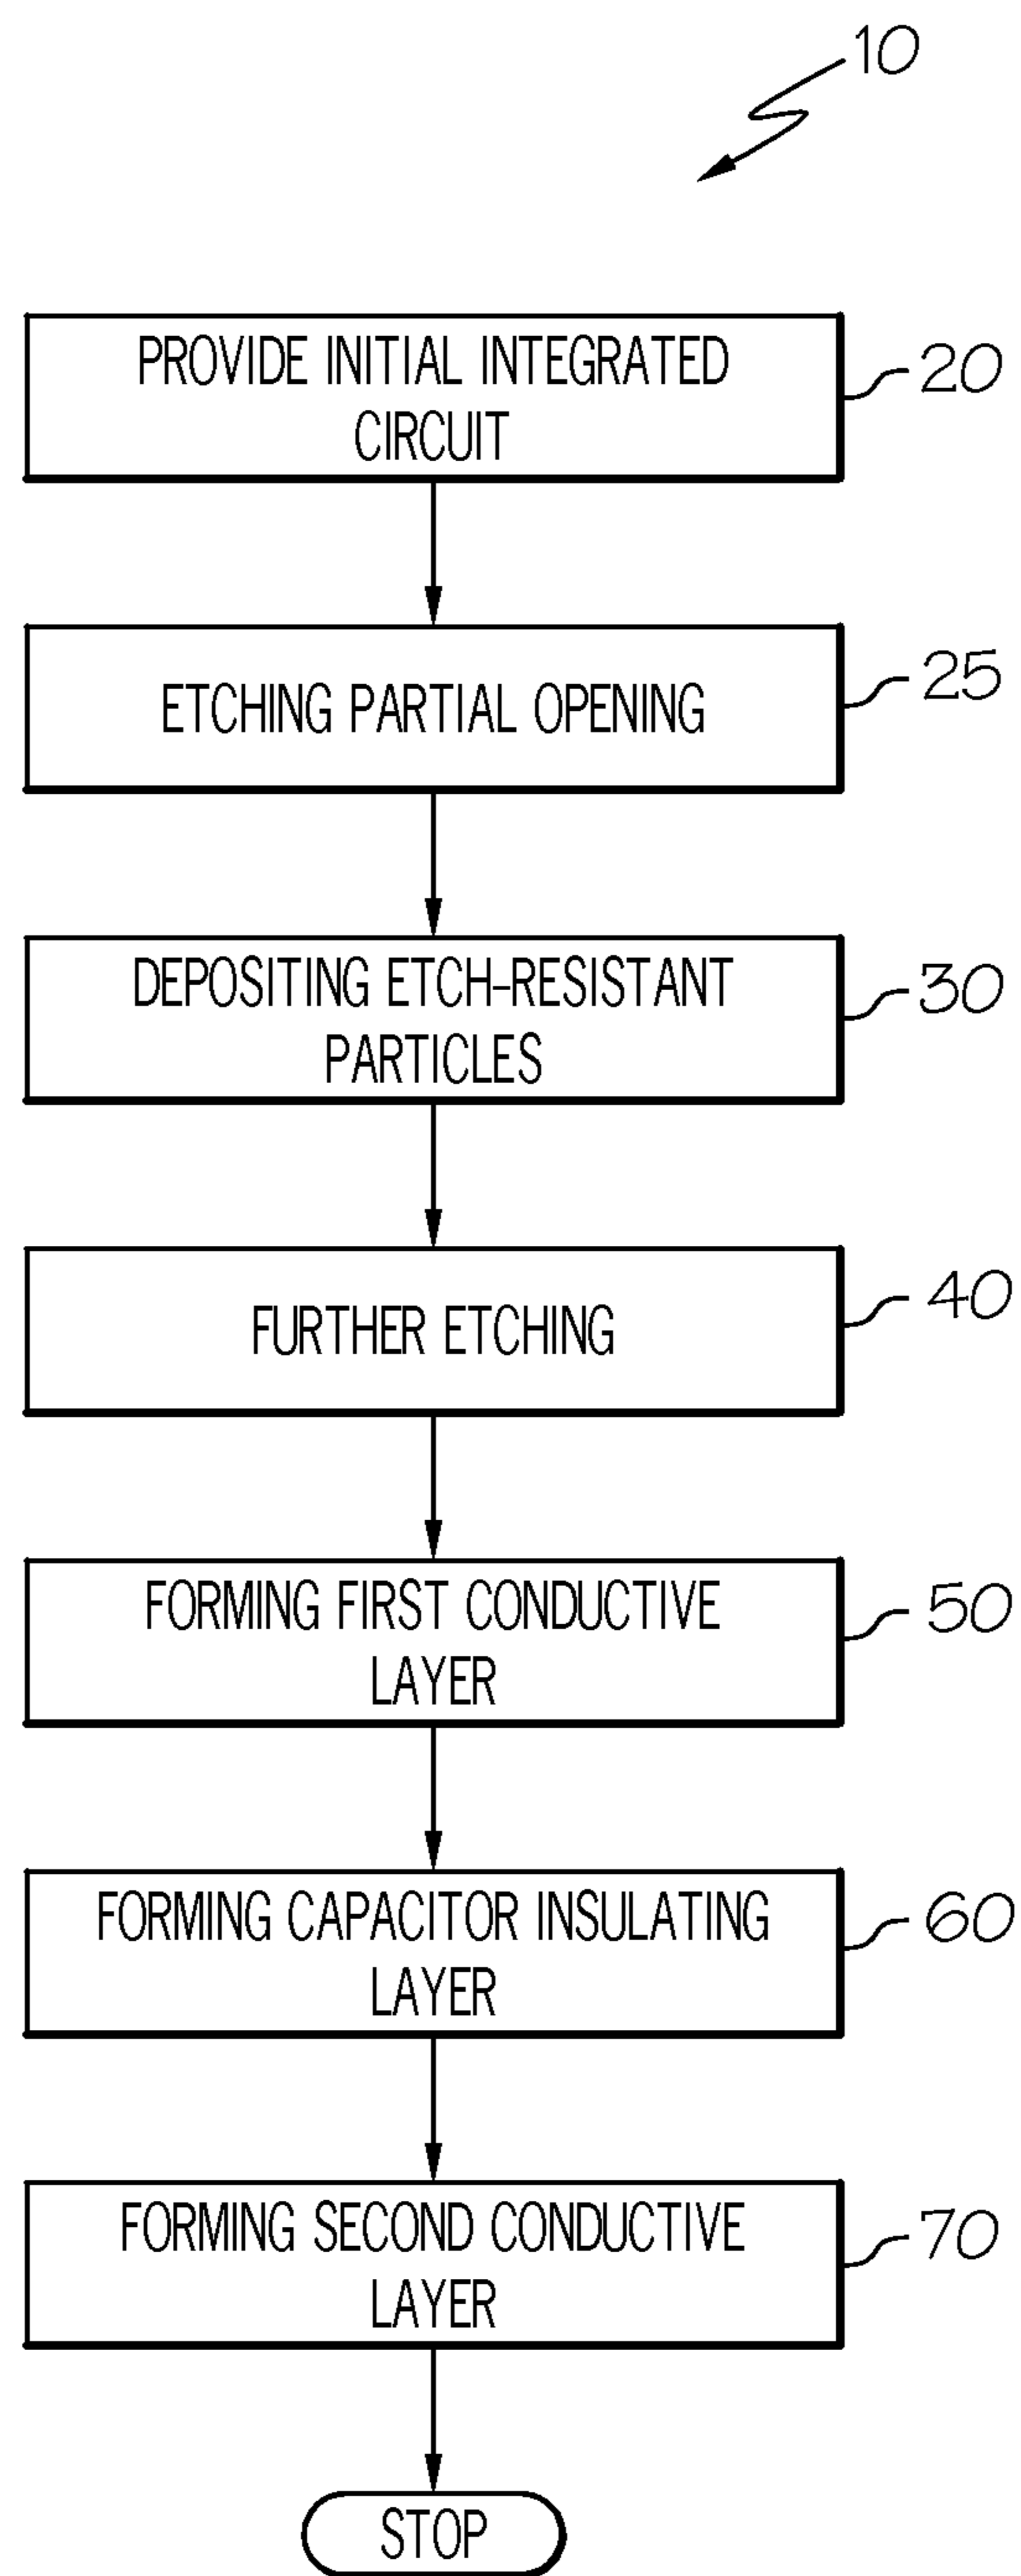 10
PROVIDE INITIAL INTEGRATED
CIRCUIT
20
ETCHING PARTIAL OPENING
25
DEPOSITING ETCH-RESISTANT
PARTICLES
30
FURTHER ETCHING
40
FORMING FIRST CONDUCTIVE
LAYER
50
FORMING CAPACITOR INSULATING
LAYER
60
FORMING SECOND CONDUCTIVE
LAYER
70
STOP